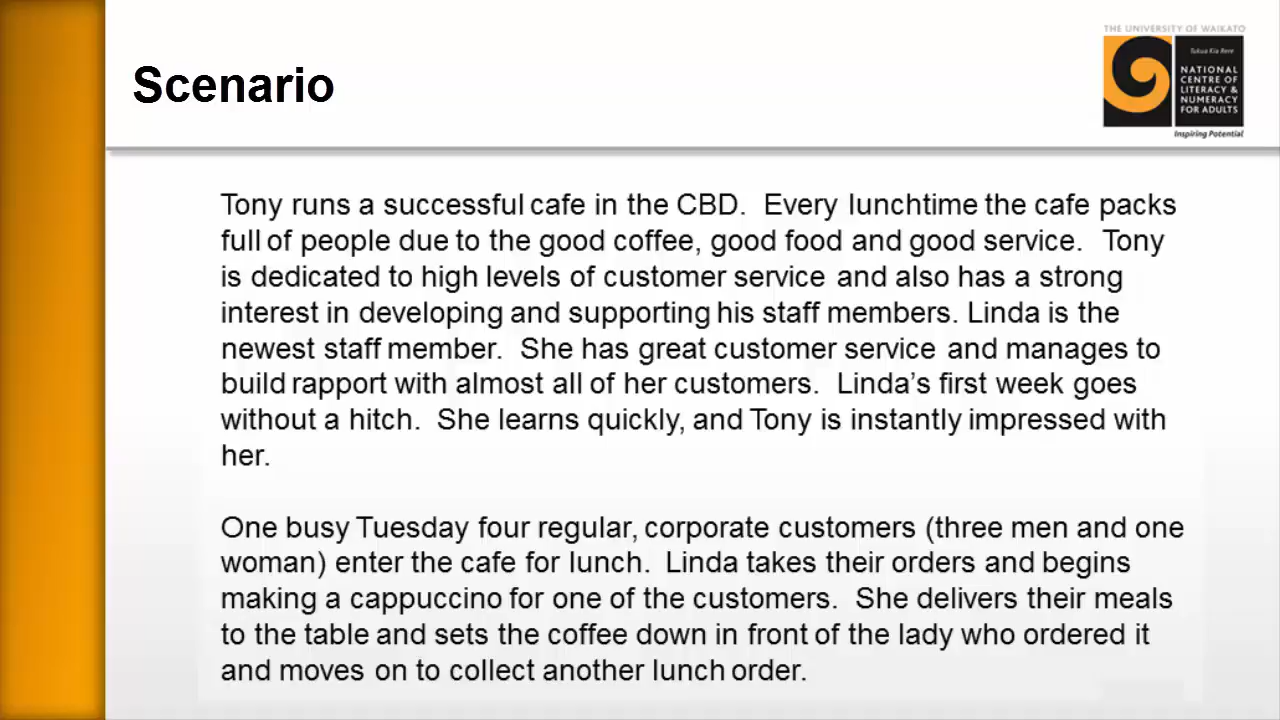 THE UNIVERSITY OF WAIKATO
Tukua Kia Rere
Scenario
NATIONAL
CENTRE OF
LITERACY &
NUMERACY
FOR ADULTS
Inspiring Potential
Tony runs a successful cafe in the CBD. Every lunchtime the cafe packs
full of people due to the good coffee, good food and good service. Tony
is dedicated to high levels of customer service and also has a strong
interest in developing and supporting his staff members. Linda is the
newest staff member. She has great customer service and manages to
build rapport with almost all of her customers. Linda’s first week goes
without a hitch. She learns quickly, and Tony is instantly impressed with
her.
One busy Tuesday four regular, corporate customers (three men and one
woman) enter the cafe for lunch. Linda takes their orders and begins
making a cappuccino for one of the customers. She delivers their meals
to the table and sets the coffee down in front of the lady who ordered it
and moves on to collect another lunch order.